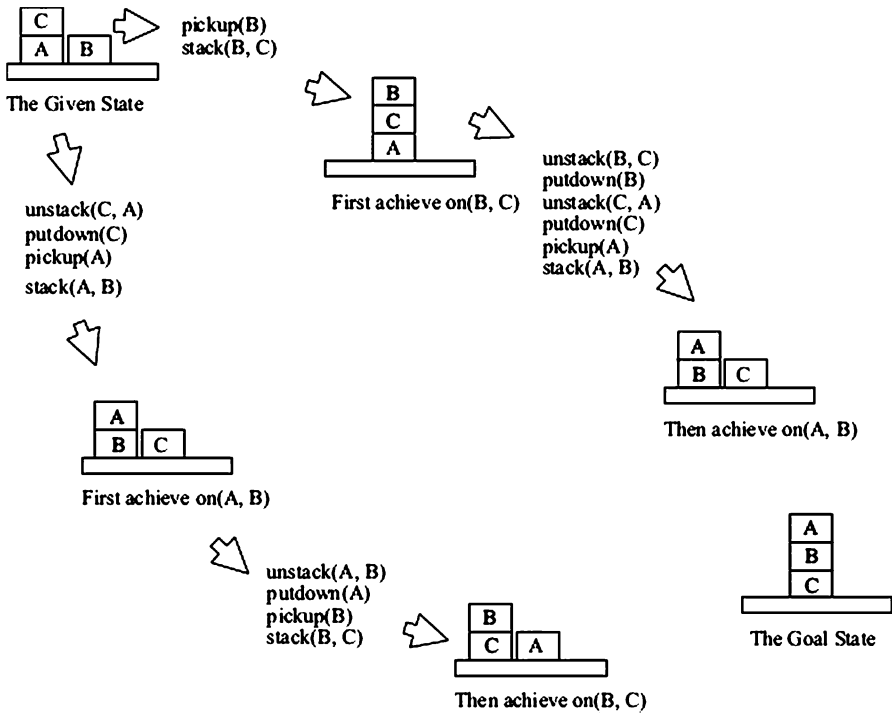 C
A B
The Given State
pickup(B)
stack(B, C)
B
C
A
First achieve on(B, C)
unstack(B, C)
putdown(B)
unstack(C, A)
putdown(C)
pickup(A)
stack(A, B)
A
B C
Then achieve on(A, B)
unstack(C, A)
putdown(C)
pickup(A)
stack(A, B)
A
B C
First achieve on(A, B)
unstack(A, B)
putdown(A)
pickup(B)
stack(B, C)
B
C A
Then achieve on(B, C)
A
B
C
The Goal State